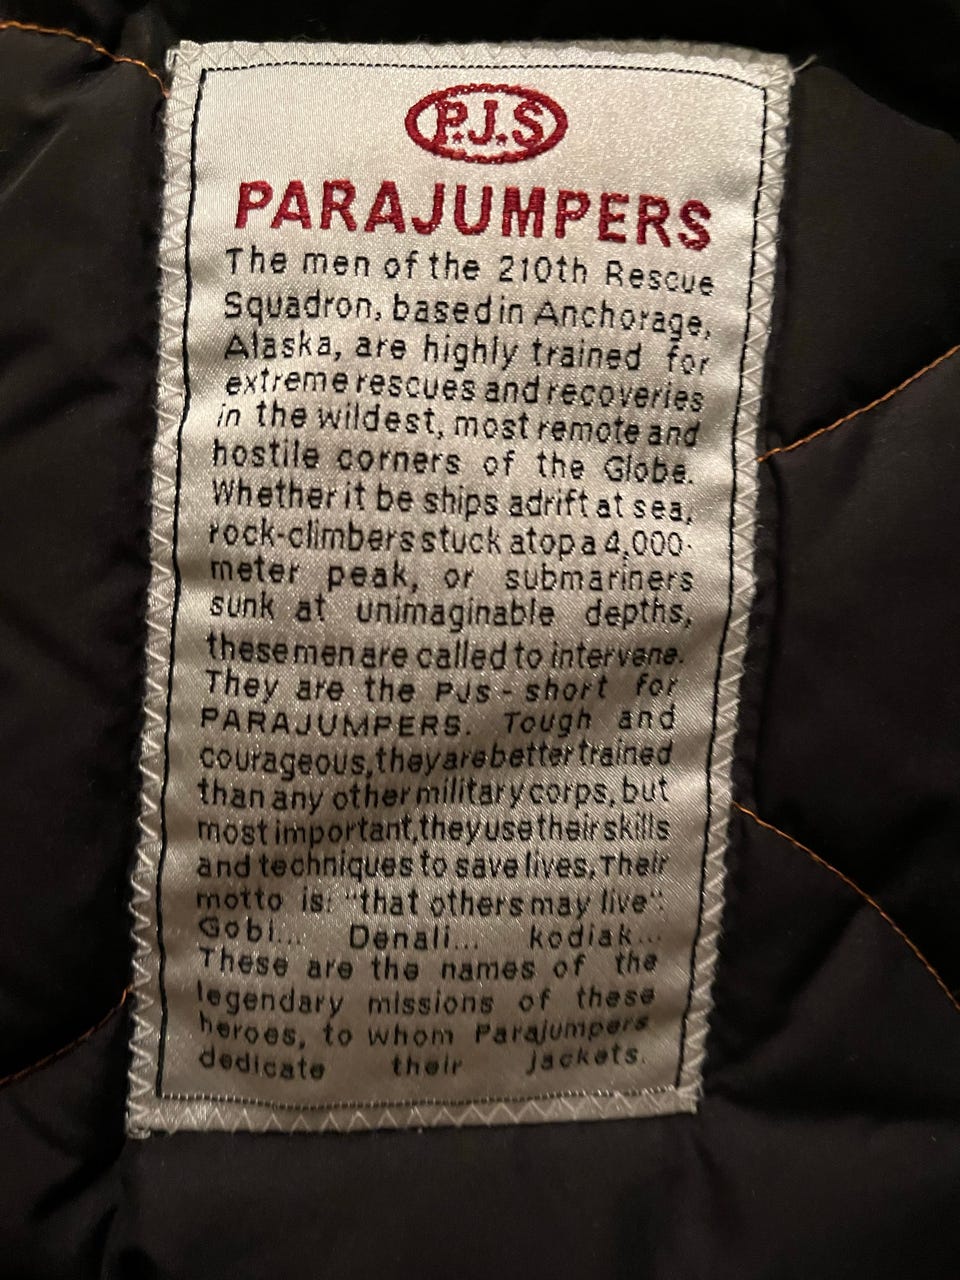 P.J.S
PARAJUMPERS
The men of the 210th Rescue
Squadron, based in Anchorage,
Alaska, are highly trained for
extreme rescues and recoveries
in the wildest, most remote and
hostile corners of the Globe.
Whether it be ships adrift at sea,
rock-climbers stuck atop a 4,000-
meter peak, or submariners
sunk at unimaginable depths,
these men are called to intervene.
They are the PJs - short for
PARAJUMPERS. Tough and
courageous, they are better trained
than any other military corps, but
most important, they use their skills
and techniques to save lives, Their
motto is: "that others may live".
Gobi... Denali... kodiak...
These are the names of the
legendary missions of these
heroes, to whom Parajumpers
dedicate their jackets.